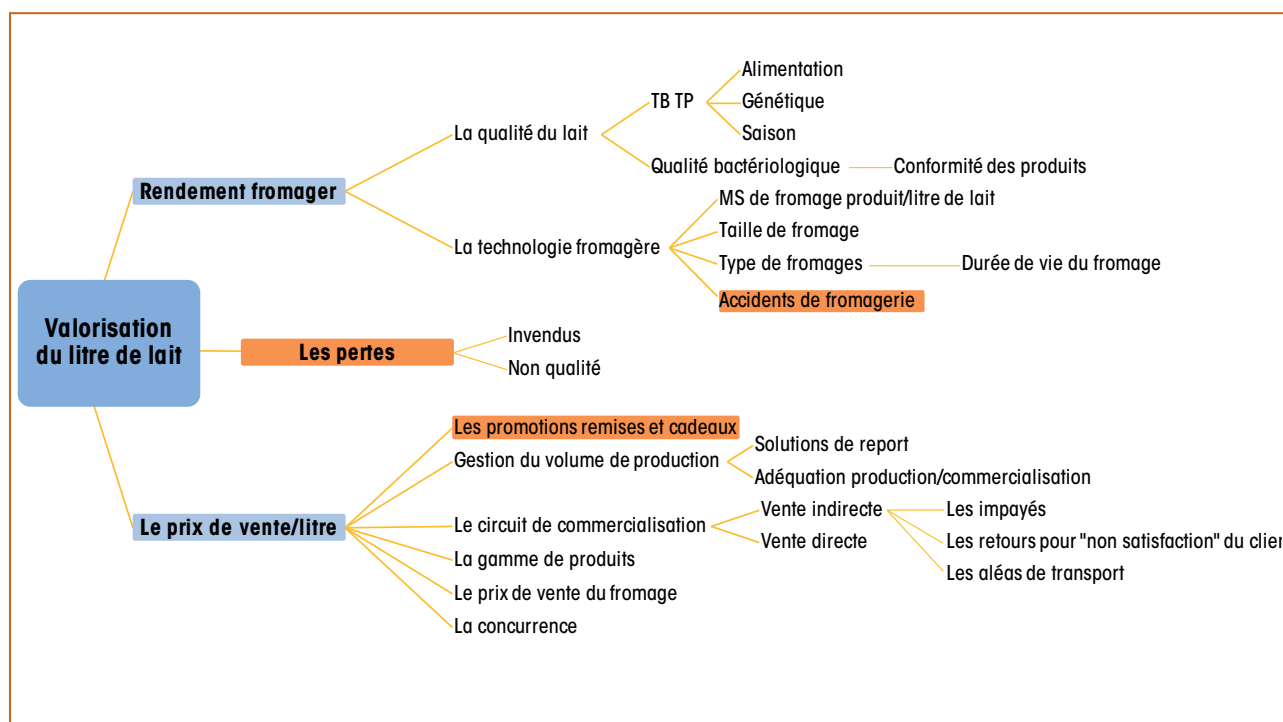 Alimentation
TB TP
Génétique
La qualité du lait
Saison
Qualité bactériologique
Conformité des produits
Rendement fromager
MS de fromage produit/litre de lait
Taille de fromage
La technologie fromagère
Type de fromages
Durée de vie du fromage
Accidents de fromagerie
Valorisation
du litre de lait
Les pertes
Invendus
Non qualité
Les promotions remises et cadeaux
Gestion du volume de production
Solutions de report
Adéquation production/commercialisation
Le prix de vente/litre
Le circuit de commercialisation
Vente indirecte
Les impayés
Vente directe
Les retours pour "non satisfaction" du clien
Les aléas de transport
La gamme de produits
Le prix de vente du fromage
La concurrence